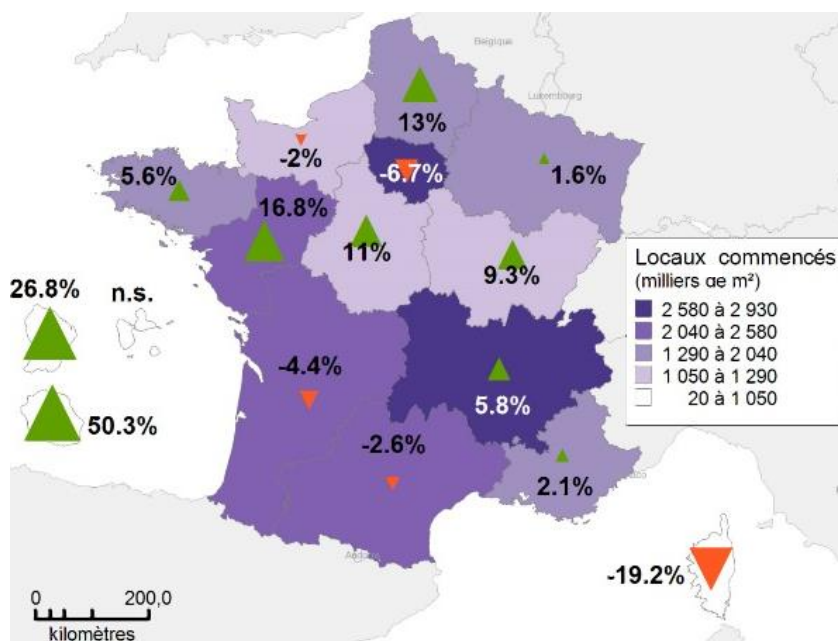 Belgique
Luxembourg
13%
-2%
-6.7%
1.6%
5.6%
16.8%
11%
9.3%
26.8%
n.s.
50.3%
-4.4%
5.8%
-2.6%
2.1%
-19.2%
Locaux commencés
(milliers de m²)
2 580 à 2 930
2 040 à 2 580
1 290 à 2 040
1 050 à 1 290
20 à 1 050
0
200,0
kilomètres